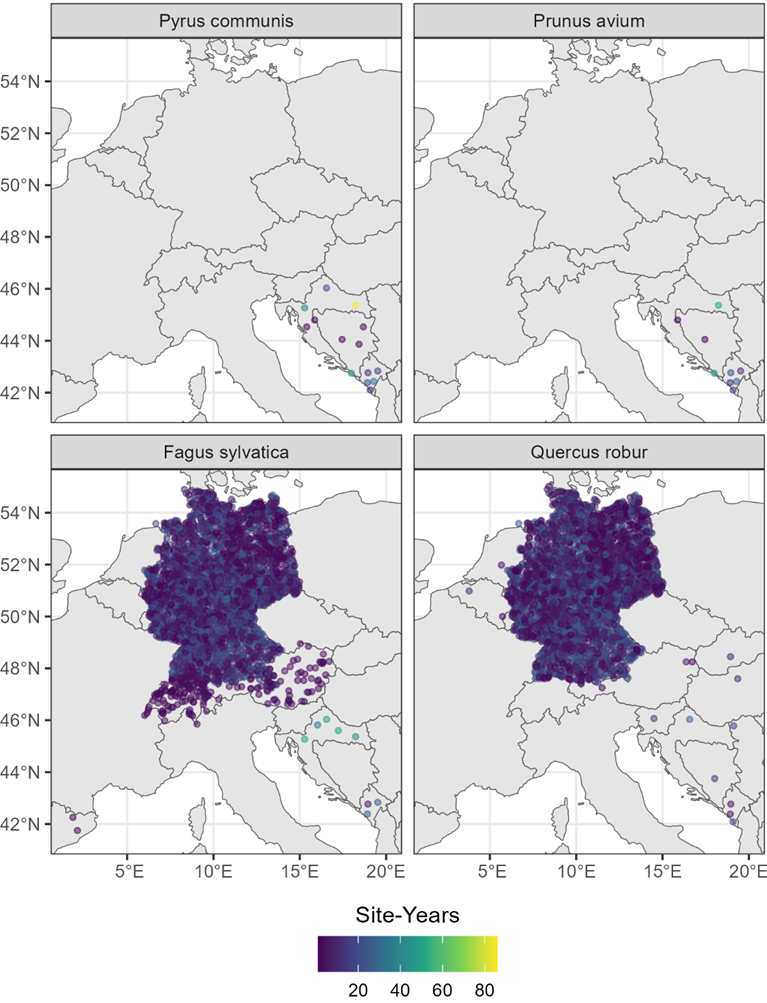 Pyrus communis
Prunus avium
54°N
52°N
50°N
48°N
46°N
44°N
42°N
Fagus sylvatica
Quercus robur
54°N
52°N
50°N
48°N
46°N
44°N
42°N
5°E 10°E 15°E 20°E 5°E 10°E 15°E 20°E
Site-Years
20 40 60 80